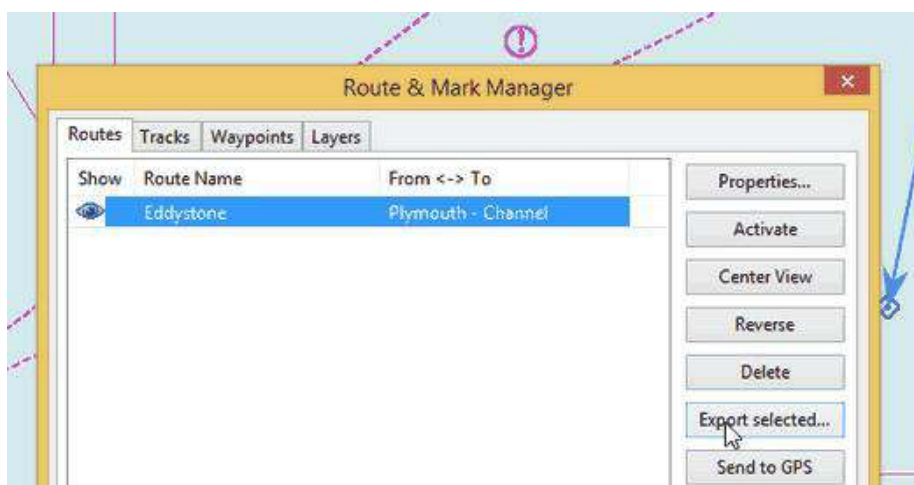 Route & Mark Manager
Routes Tracks Waypoints Layers
Show Route Name From <-> To
Eddystone Plymouth - Channel
Properties...
Activate
Center View
Reverse
Delete
Export selected...
Send to GPS